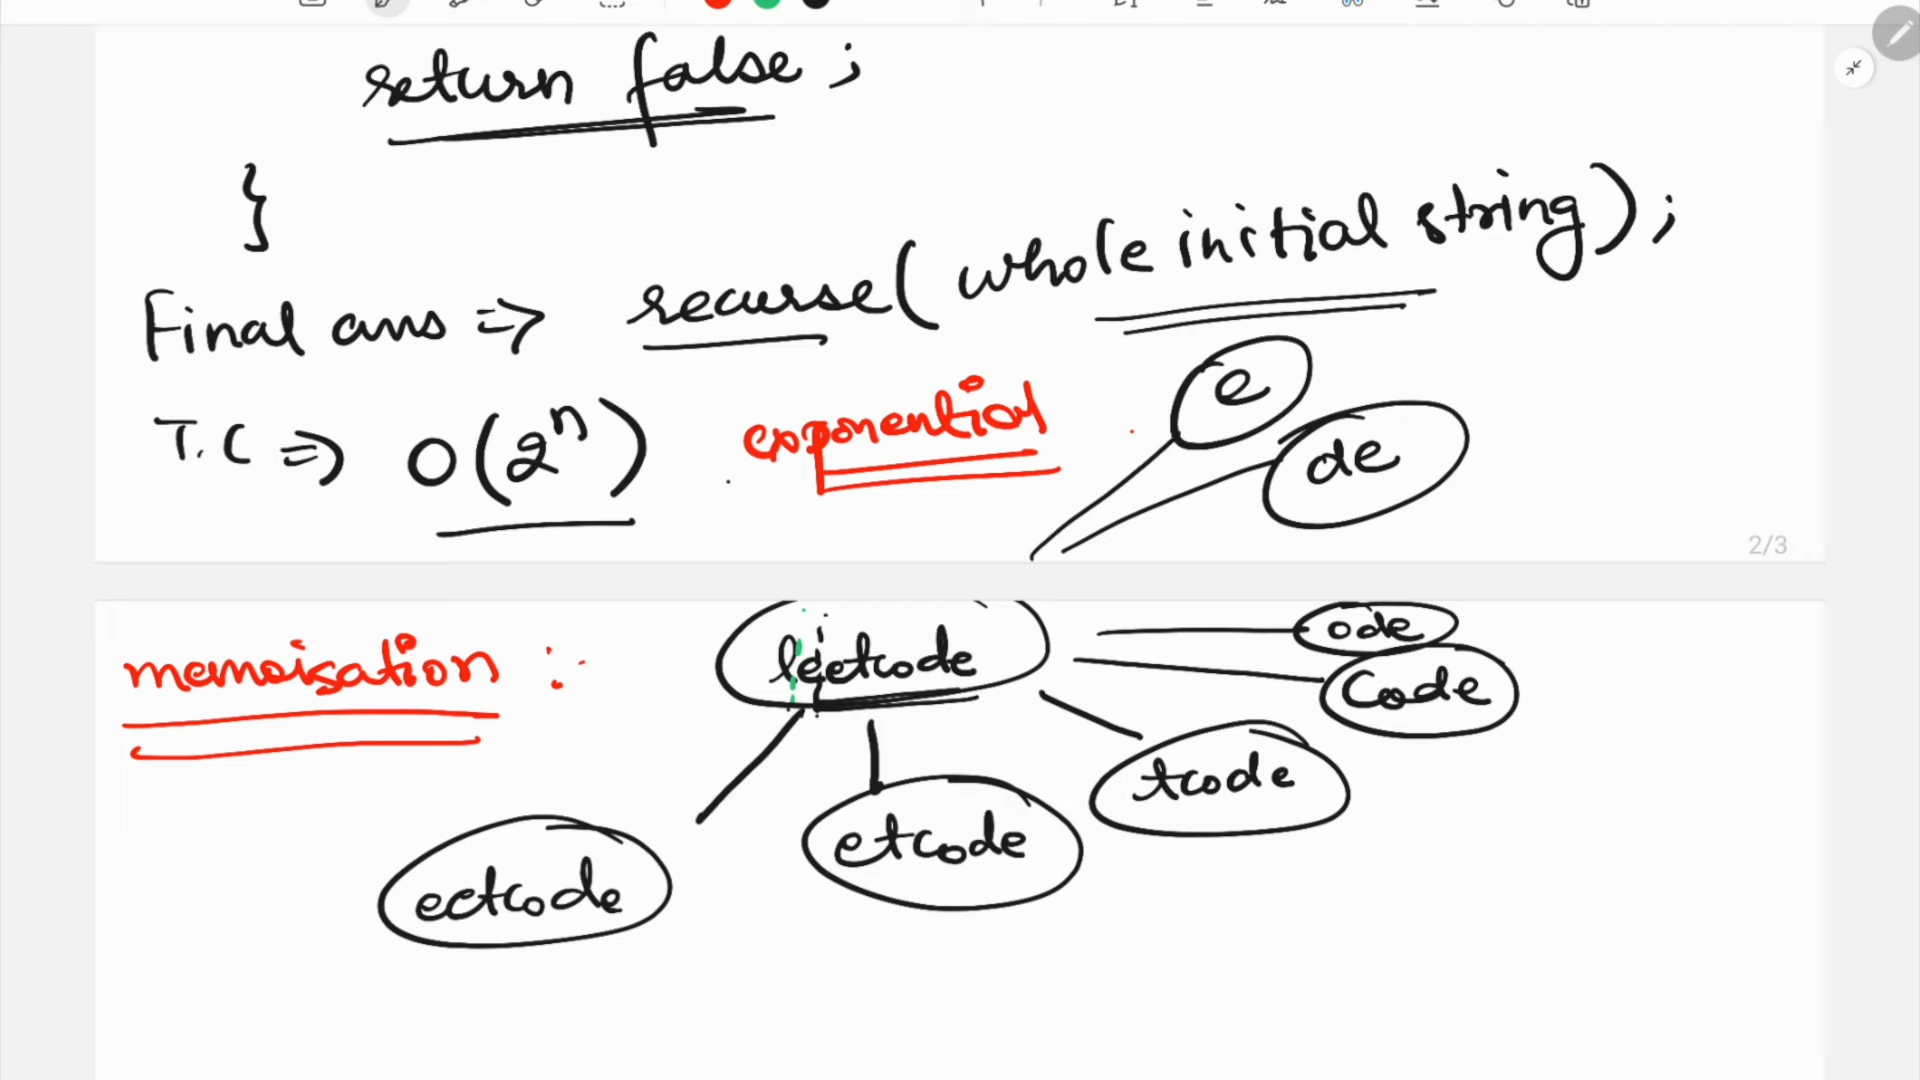 return false ;
}
Final ans => recurse( whole initial string ) ;
T.C => O(2^n) exponential
e
de
2/3
memoisation :-
leetcode
ode
Code
tcode
etcode
eetcode